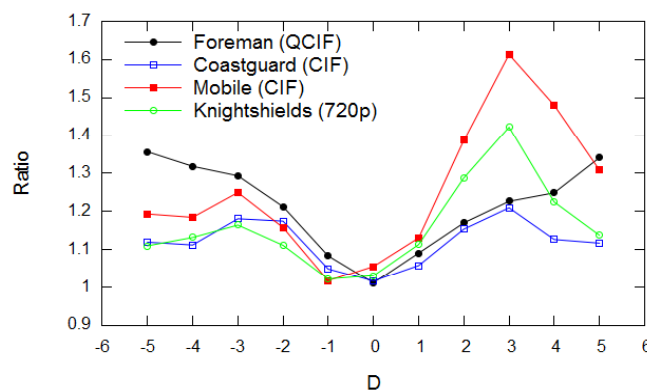 1.7
1.6
1.5
1.4
1.3
1.2
1.1
1
0.9
Ratio
Foreman (QCIF)
Coastguard (CIF)
Mobile (CIF)
Knightshields (720p)
-6 -5 -4 -3 -2 -1 0 1 2 3 4 5 6
D